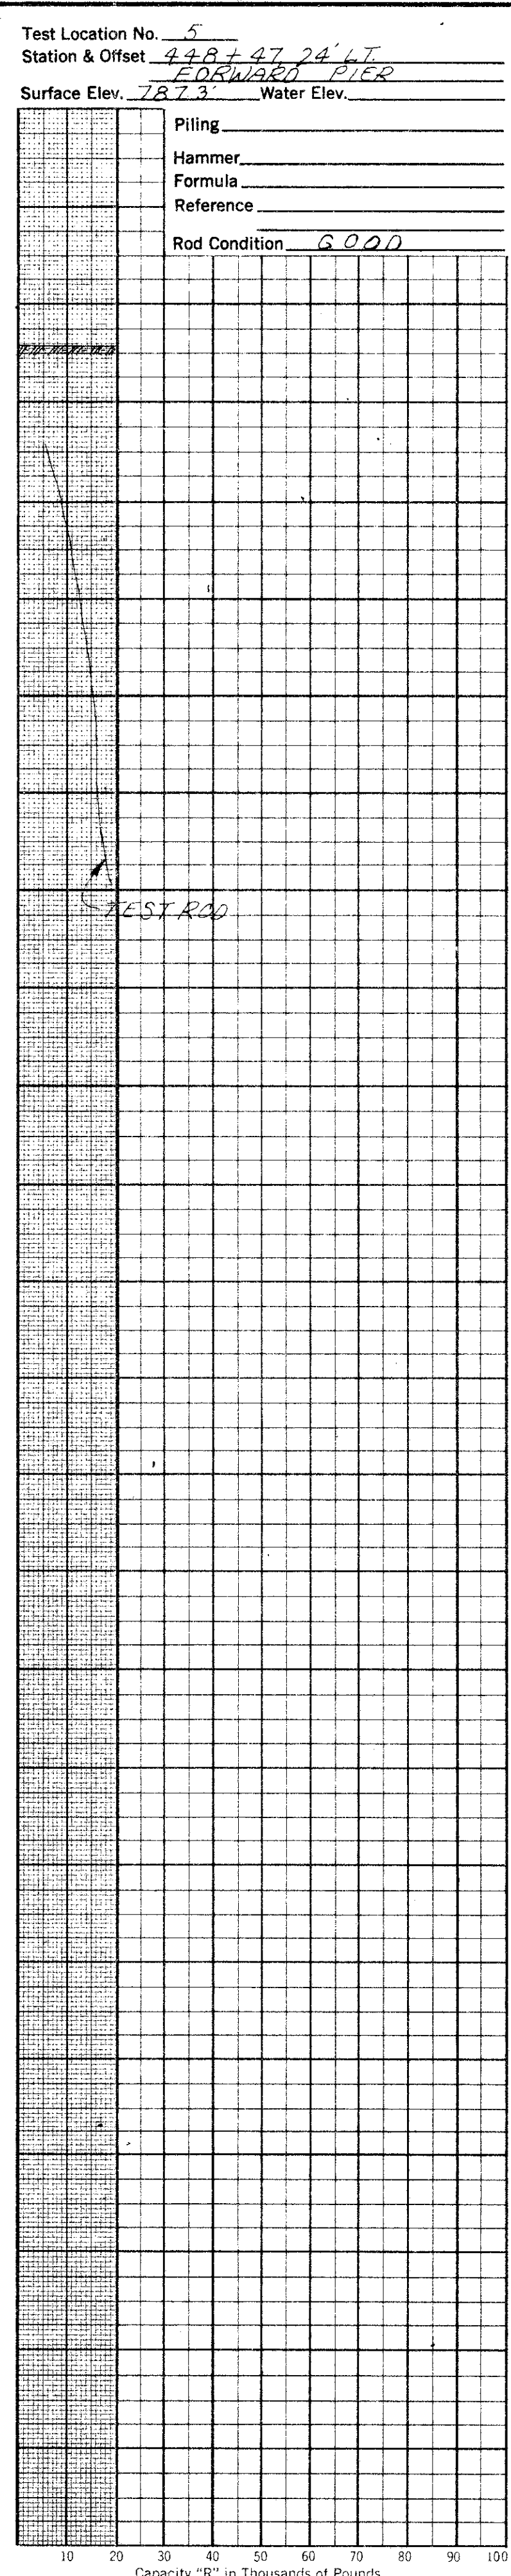 Test Location No. 5
Station & Offset 448 + 47 24' LT.
FORWARD PIER
Surface Elev. 787.3' Water Elev.
Piling
Hammer
Formula
Reference
Rod Condition GOOD
TEST ROD
10 20 30 40 50 60 70 80 90 100
Capacity "R" in Thousands of Pounds